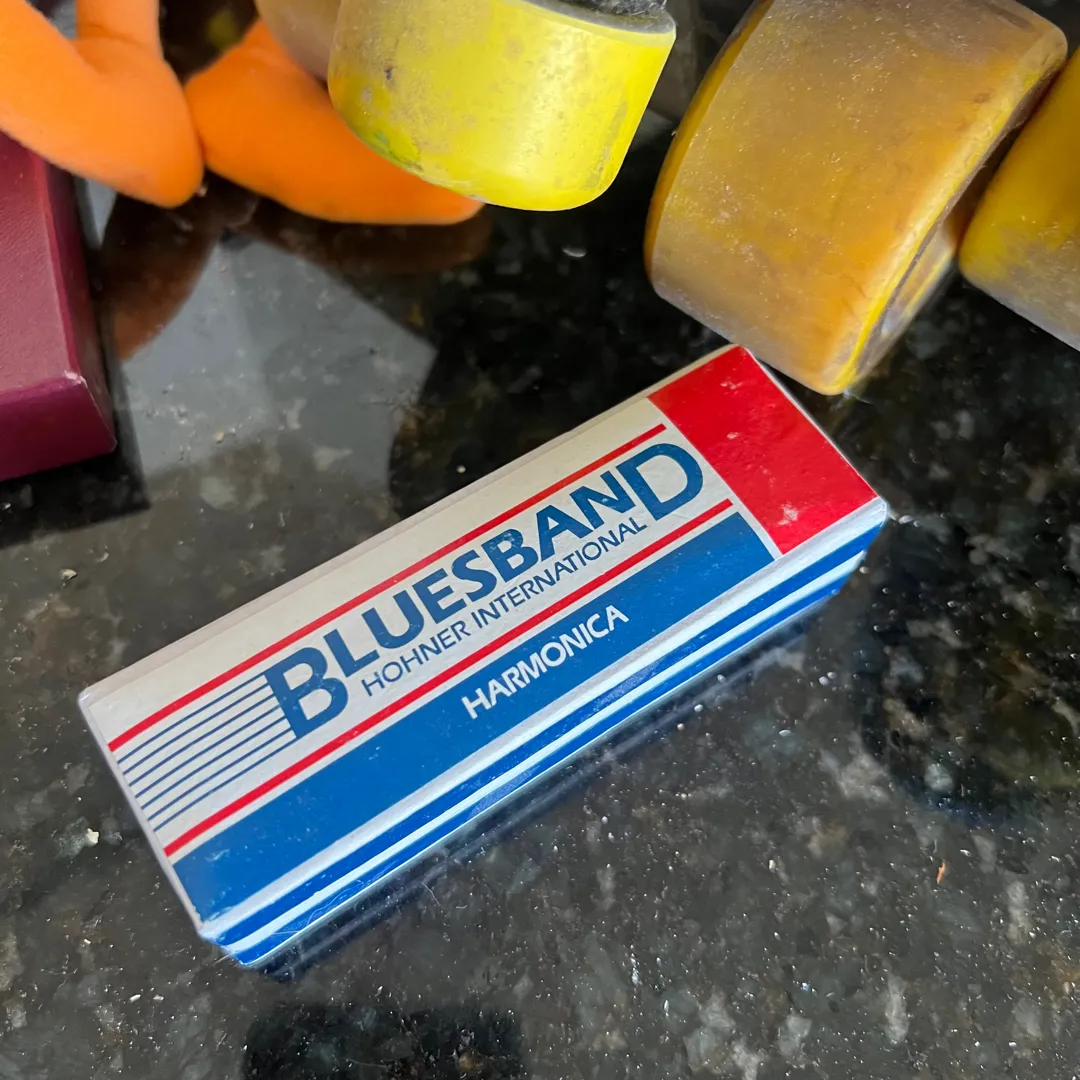 BLUESBAND
HOHNER INTERNATIONAL
HARMONICA